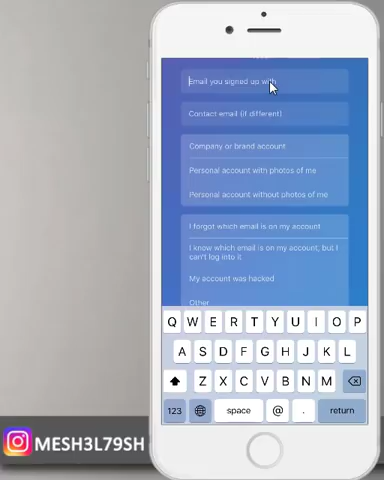 Email you signed up with
Contact email (if different)
Company or brand account
Personal account with photos of me
Personal account without photos of me
I forgot which email is on my account
I know which email is on my account, but I
can't log into it
My account was hacked
Other
Q W E R T Y U I O P
A S D F G H J K L
Z X C V B N M
123 space @ . return
MESH3L79SH